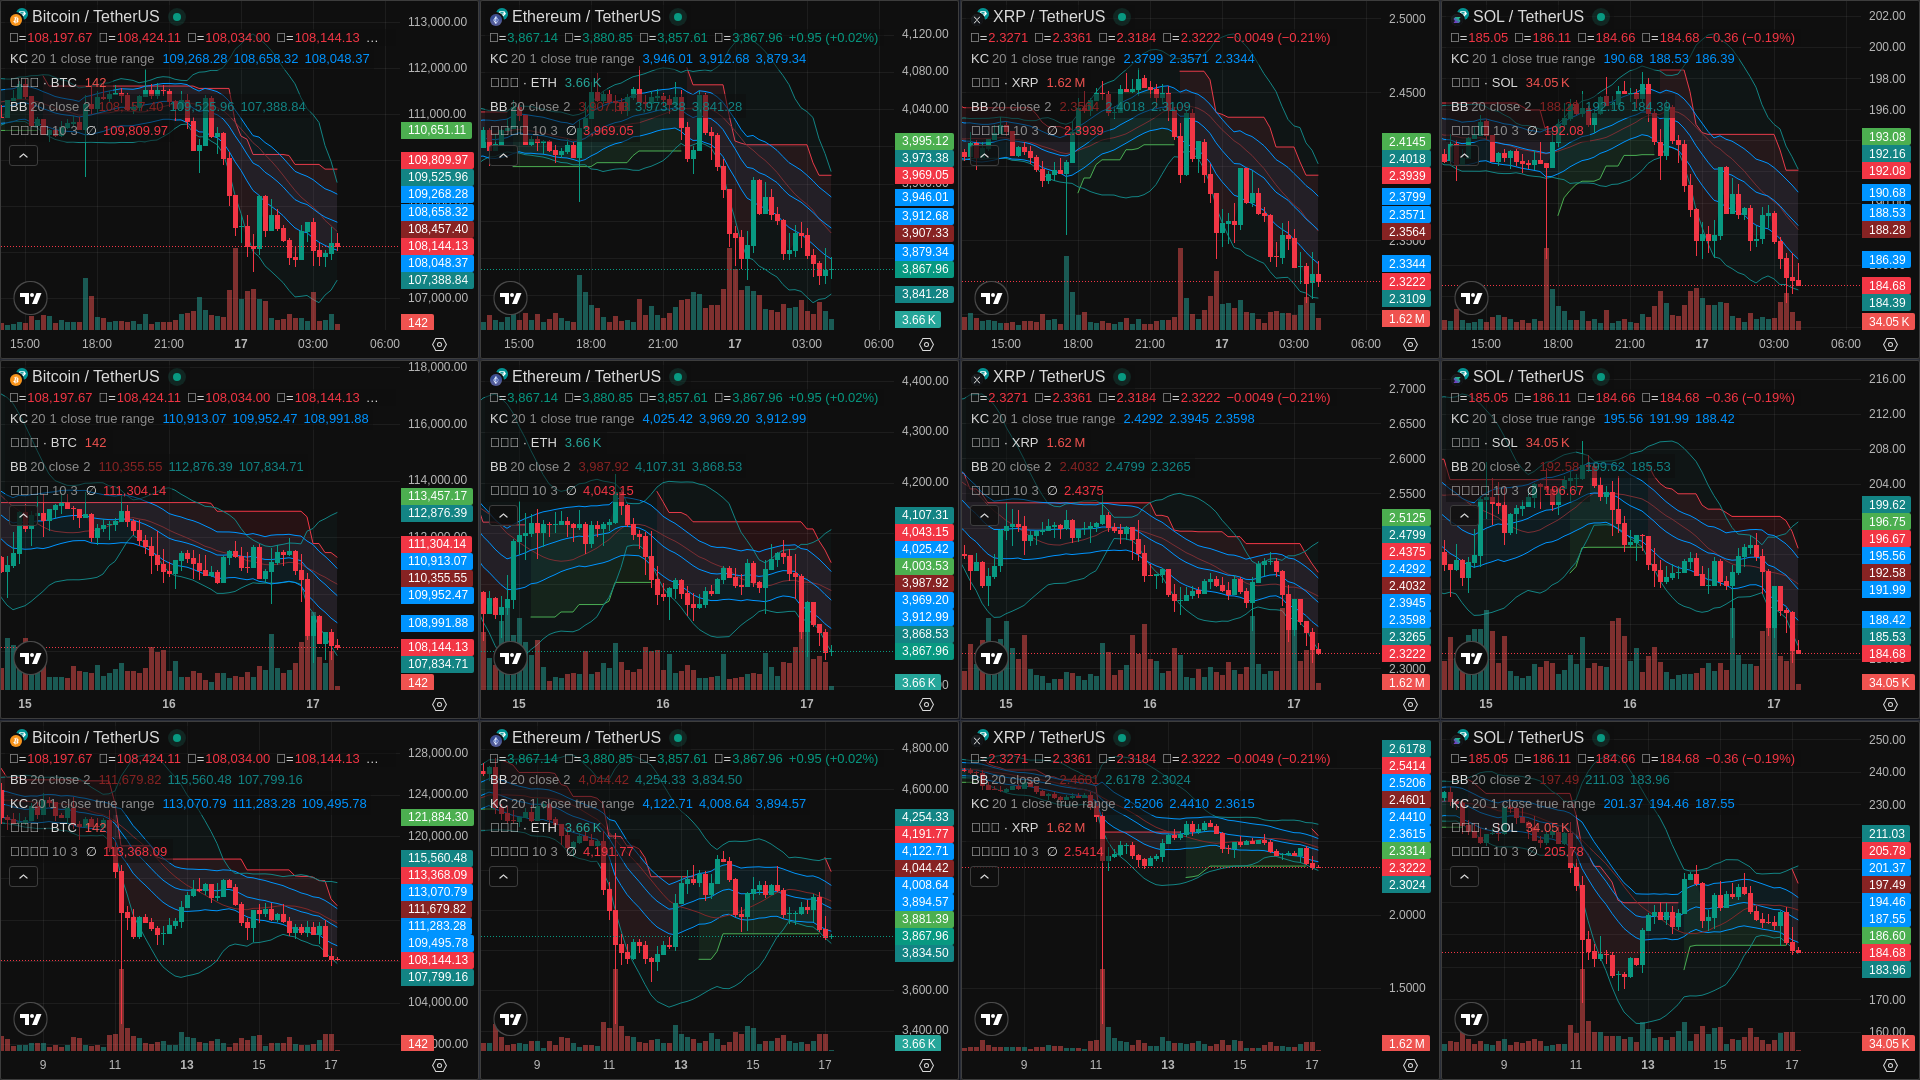 Bitcoin / TetherUS
=108,197.67 =108,424.11 =108,034.00 =108,144.13 ...
KC 20 1 close true range 109,268.28 108,658.32 108,048.37
· BTC 142
BB 20 close 2 108,457.40 109,525.96 107,388.84
10 3 ∅ 109,809.97
113,000.00
112,000.00
111,000.00
110,651.11
109,809.97
109,525.96
109,268.28
108,658.32
108,457.40
108,144.13
108,048.37
107,388.84
107,000.00
142
15:00 18:00 21:00 17 03:00 06:00
Ethereum / TetherUS
=3,867.14 =3,880.85 =3,857.61 =3,867.96 +0.95 (+0.02%)
KC 20 1 close true range 3,946.01 3,912.68 3,879.34
· ETH 3.66 K
BB 20 close 2 3,907.33 3,973.38 3,841.28
10 3 ∅ 3,969.05
4,120.00
4,080.00
4,040.00
3,995.12
3,973.38
3,969.05
3,946.01
3,912.68
3,907.33
3,879.34
3,867.96
3,841.28
3.66 K
15:00 18:00 21:00 17 03:00 06:00
XRP / TetherUS
=2.3271 =2.3361 =2.3184 =2.3222 −0.0049 (−0.21%)
KC 20 1 close true range 2.3799 2.3571 2.3344
· XRP 1.62 M
BB 20 close 2 2.3564 2.4018 2.3109
10 3 ∅ 2.3939
2.5000
2.4500
2.4145
2.4018
2.3939
2.3799
2.3571
2.3564
2.3500
2.3344
2.3222
2.3109
1.62 M
15:00 18:00 21:00 17 03:00 06:00
SOL / TetherUS
=185.05 =186.11 =184.66 =184.68 −0.36 (−0.19%)
KC 20 1 close true range 190.68 188.53 186.39
· SOL 34.05 K
BB 20 close 2 188.28 192.16 184.39
10 3 ∅ 192.08
202.00
200.00
198.00
196.00
193.08
192.16
192.08
190.68
188.53
188.28
186.39
184.68
184.39
34.05 K
15:00 18:00 21:00 17 03:00 06:00
Bitcoin / TetherUS
=108,197.67 =108,424.11 =108,034.00 =108,144.13 ...
KC 20 1 close true range 110,913.07 109,952.47 108,991.88
· BTC 142
BB 20 close 2 110,355.55 112,876.39 107,834.71
10 3 ∅ 111,304.14
118,000.00
116,000.00
114,000.00
113,457.17
112,876.39
112,000.00
111,304.14
110,913.07
110,355.55
109,952.47
108,991.88
108,144.13
107,834.71
142
15 16 17
Ethereum / TetherUS
=3,867.14 =3,880.85 =3,857.61 =3,867.96 +0.95 (+0.02%)
KC 20 1 close true range 4,025.42 3,969.20 3,912.99
· ETH 3.66 K
BB 20 close 2 3,987.92 4,107.31 3,868.53
10 3 ∅ 4,043.15
4,400.00
4,300.00
4,200.00
4,107.31
4,043.15
4,025.42
4,003.53
3,987.92
3,969.20
3,912.99
3,868.53
3,867.96
3.66 K
15 16 17
XRP / TetherUS
=2.3271 =2.3361 =2.3184 =2.3222 −0.0049 (−0.21%)
KC 20 1 close true range 2.4292 2.3945 2.3598
· XRP 1.62 M
BB 20 close 2 2.4032 2.4799 2.3265
10 3 ∅ 2.4375
2.7000
2.6500
2.6000
2.5500
2.5125
2.4799
2.4375
2.4292
2.4032
2.3945
2.3598
2.3265
2.3222
2.3000
1.62 M
15 16 17
SOL / TetherUS
=185.05 =186.11 =184.66 =184.68 −0.36 (−0.19%)
KC 20 1 close true range 195.56 191.99 188.42
· SOL 34.05 K
BB 20 close 2 192.58 199.62 185.53
10 3 ∅ 196.67
216.00
212.00
208.00
204.00
199.62
196.75
196.67
195.56
192.58
191.99
188.42
185.53
184.68
34.05 K
15 16 17
Bitcoin / TetherUS
=108,197.67 =108,424.11 =108,034.00 =108,144.13 ...
BB 20 close 2 111,679.82 115,560.48 107,799.16
KC 20 1 close true range 113,070.79 111,283.28 109,495.78
· BTC 142
10 3 ∅ 113,368.09
128,000.00
124,000.00
121,884.30
120,000.00
115,560.48
113,368.09
113,070.79
111,679.82
111,283.28
109,495.78
108,144.13
107,799.16
104,000.00
142
9 11 13 15 17
Ethereum / TetherUS
=3,867.14 =3,880.85 =3,857.61 =3,867.96 +0.95 (+0.02%)
BB 20 close 2 4,044.42 4,254.33 3,834.50
KC 20 1 close true range 4,122.71 4,008.64 3,894.57
· ETH 3.66 K
10 3 ∅ 4,191.77
4,800.00
4,600.00
4,254.33
4,191.77
4,122.71
4,044.42
4,008.64
3,894.57
3,881.39
3,867.96
3,834.50
3,600.00
3,400.00
3.66 K
9 11 13 15 17
XRP / TetherUS
=2.3271 =2.3361 =2.3184 =2.3222 −0.0049 (−0.21%)
BB 20 close 2 2.4601 2.6178 2.3024
KC 20 1 close true range 2.5206 2.4410 2.3615
· XRP 1.62 M
10 3 ∅ 2.5414
2.6178
2.5414
2.5206
2.4601
2.4410
2.3615
2.3314
2.3222
2.3024
2.0000
1.5000
1.62 M
9 11 13 15 17
SOL / TetherUS
=185.05 =186.11 =184.66 =184.68 −0.36 (−0.19%)
BB 20 close 2 197.49 211.03 183.96
KC 20 1 close true range 201.37 194.46 187.55
· SOL 34.05 K
10 3 ∅ 205.78
250.00
240.00
230.00
211.03
205.78
201.37
197.49
194.46
187.55
186.60
184.68
183.96
170.00
160.00
34.05 K
9 11 13 15 17